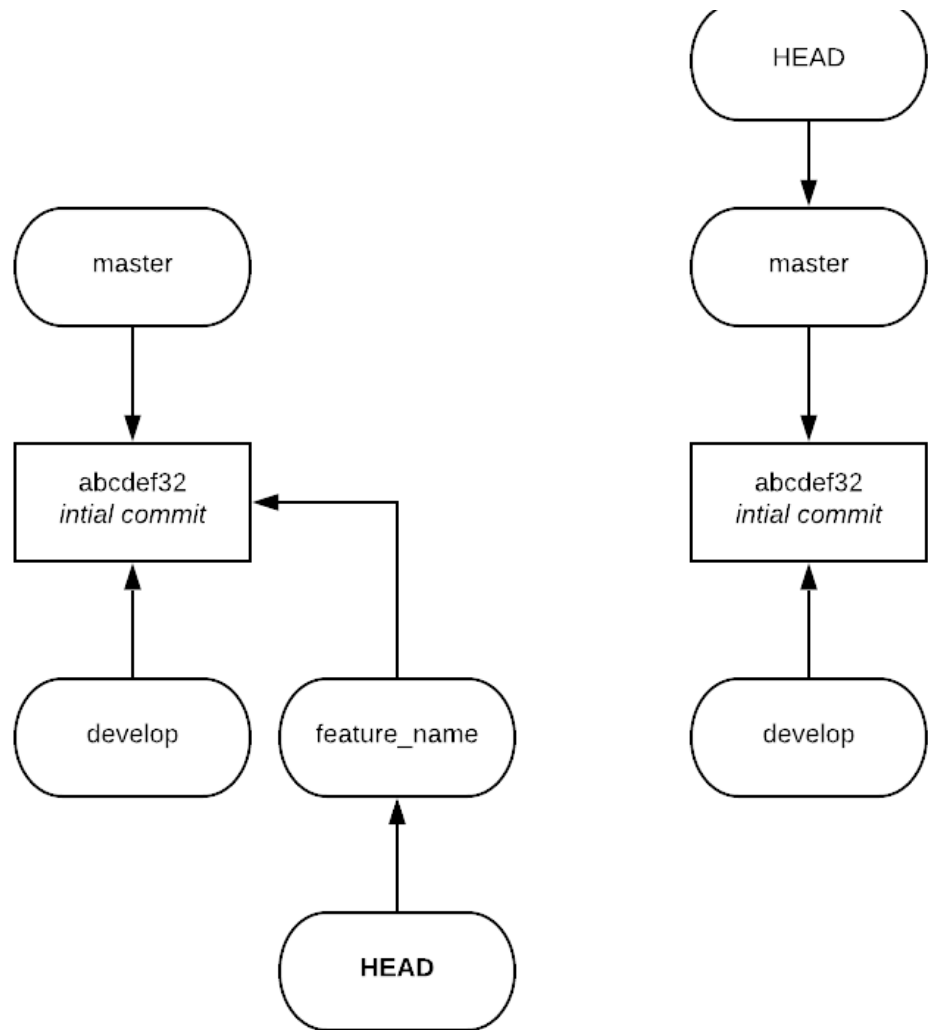 HEAD
master
master
abcdef32
intial commit
abcdef32
intial commit
develop
feature_name
develop
HEAD